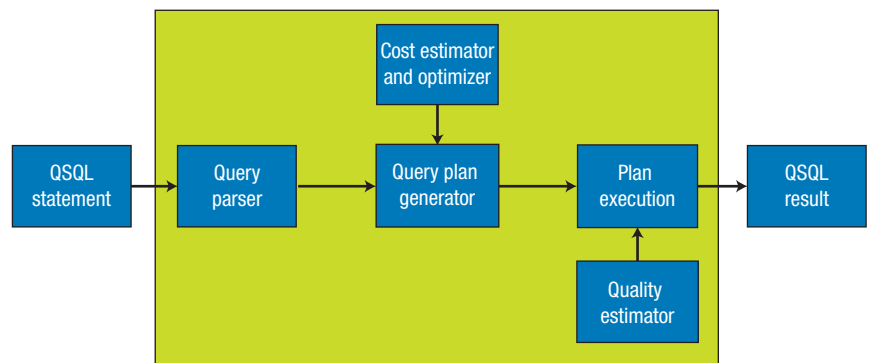 Cost estimator
and optimizer
QSQL
statement
Query
parser
Query plan
generator
Plan
execution
QSQL
result
Quality
estimator